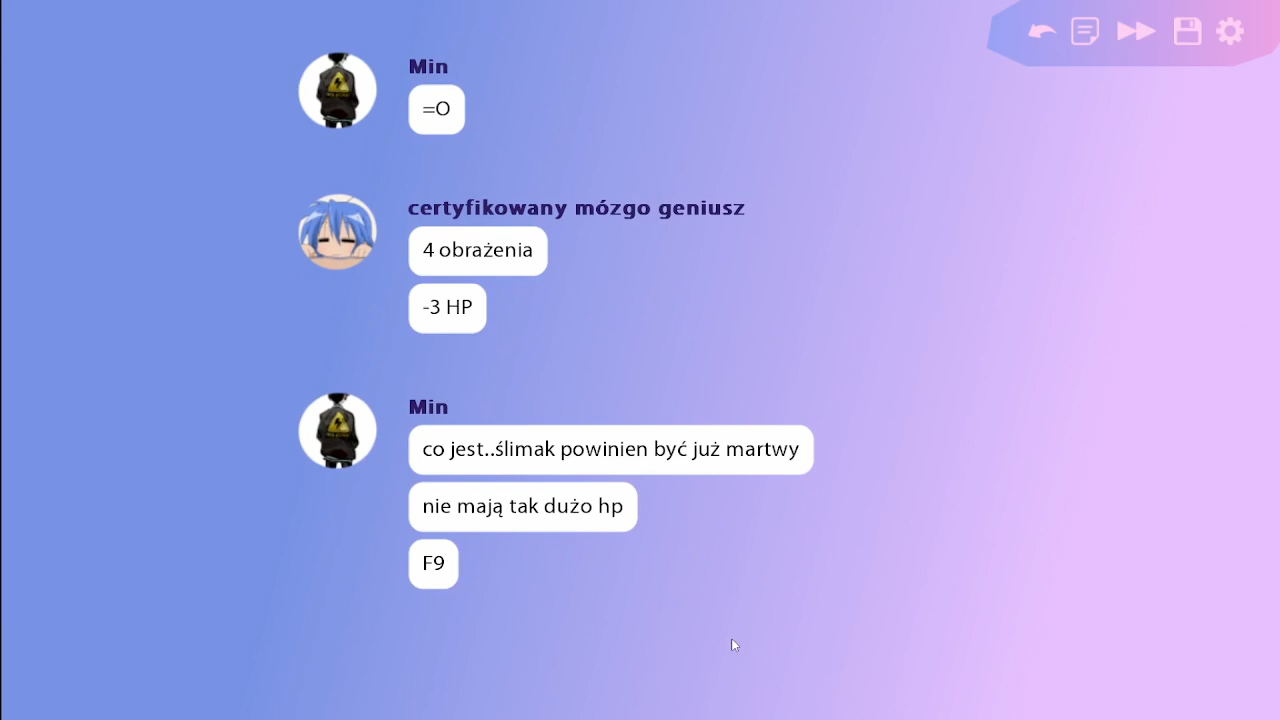 Min
=O
certyfikowany mózgo geniusz
4 obrażenia
-3 HP
Min
co jest..ślimak powinien być już martwy
nie mają tak dużo hp
F9